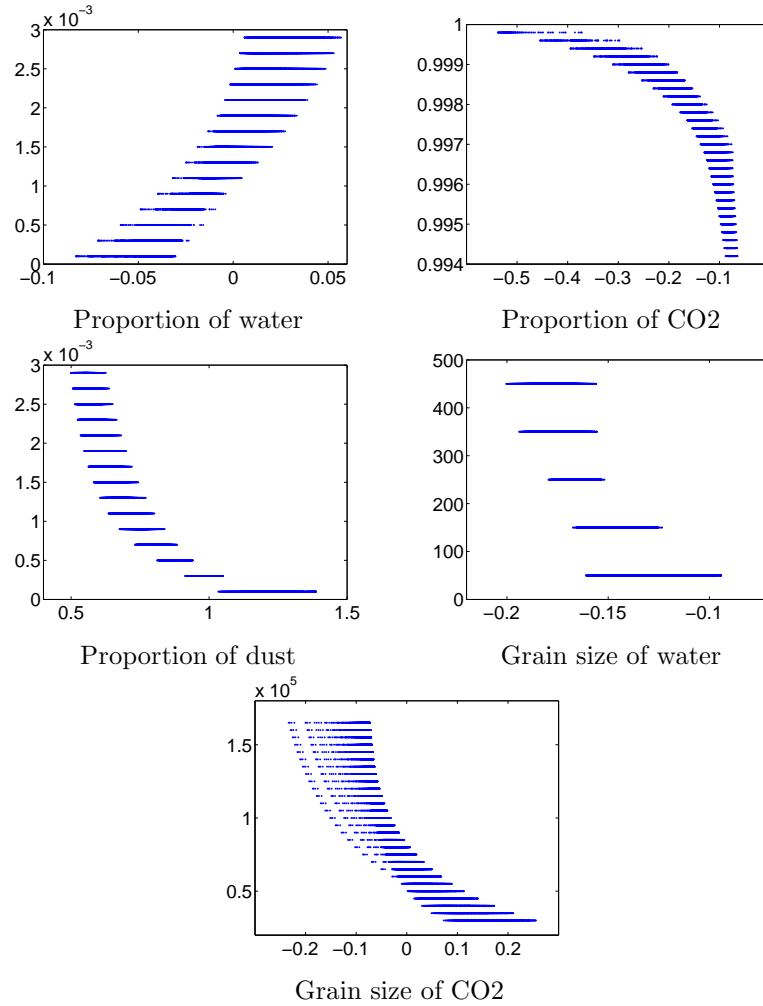 x 10⁻³
3
2.5
2
1.5
1
0.5
0
−0.1 −0.05 0 0.05
Proportion of water
1
0.999
0.998
0.997
0.996
0.995
0.994
−0.5 −0.4 −0.3 −0.2 −0.1
Proportion of CO2
x 10⁻³
3
2.5
2
1.5
1
0.5
0
0.5 1 1.5
Proportion of dust
500
400
300
200
100
0
−0.2 −0.15 −0.1
Grain size of water
x 10⁵
1.5
1
0.5
−0.2 −0.1 0 0.1 0.2
Grain size of CO2